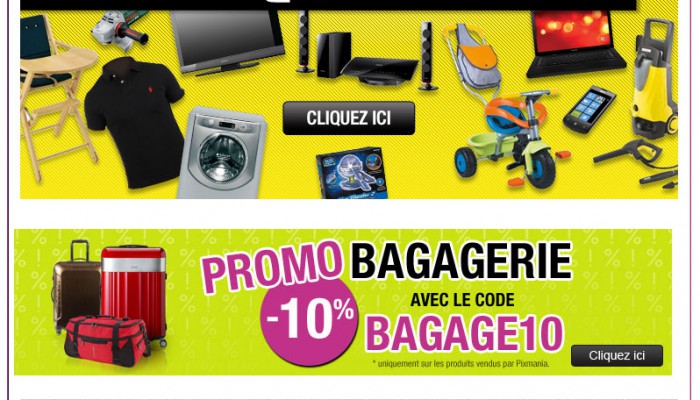 CLIQUEZ ICI
PROMO BAGAGERIE
-10%
AVEC LE CODE
BAGAGE10
* uniquement sur les produits vendus par Pixmania.
Cliquez ici